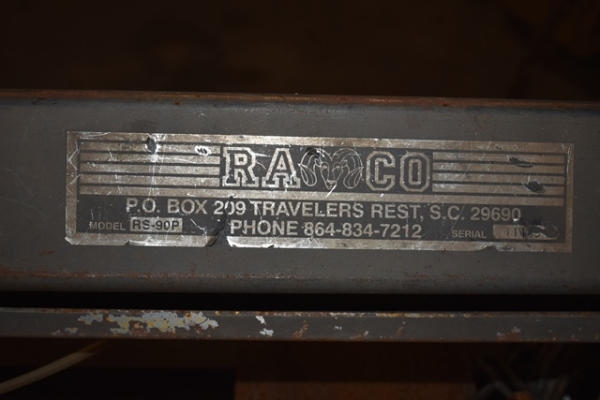 RAMCO
P.O. BOX 209 TRAVELERS REST, S.C. 29690
MODEL RS-90P PHONE 864-834-7212 SERIAL